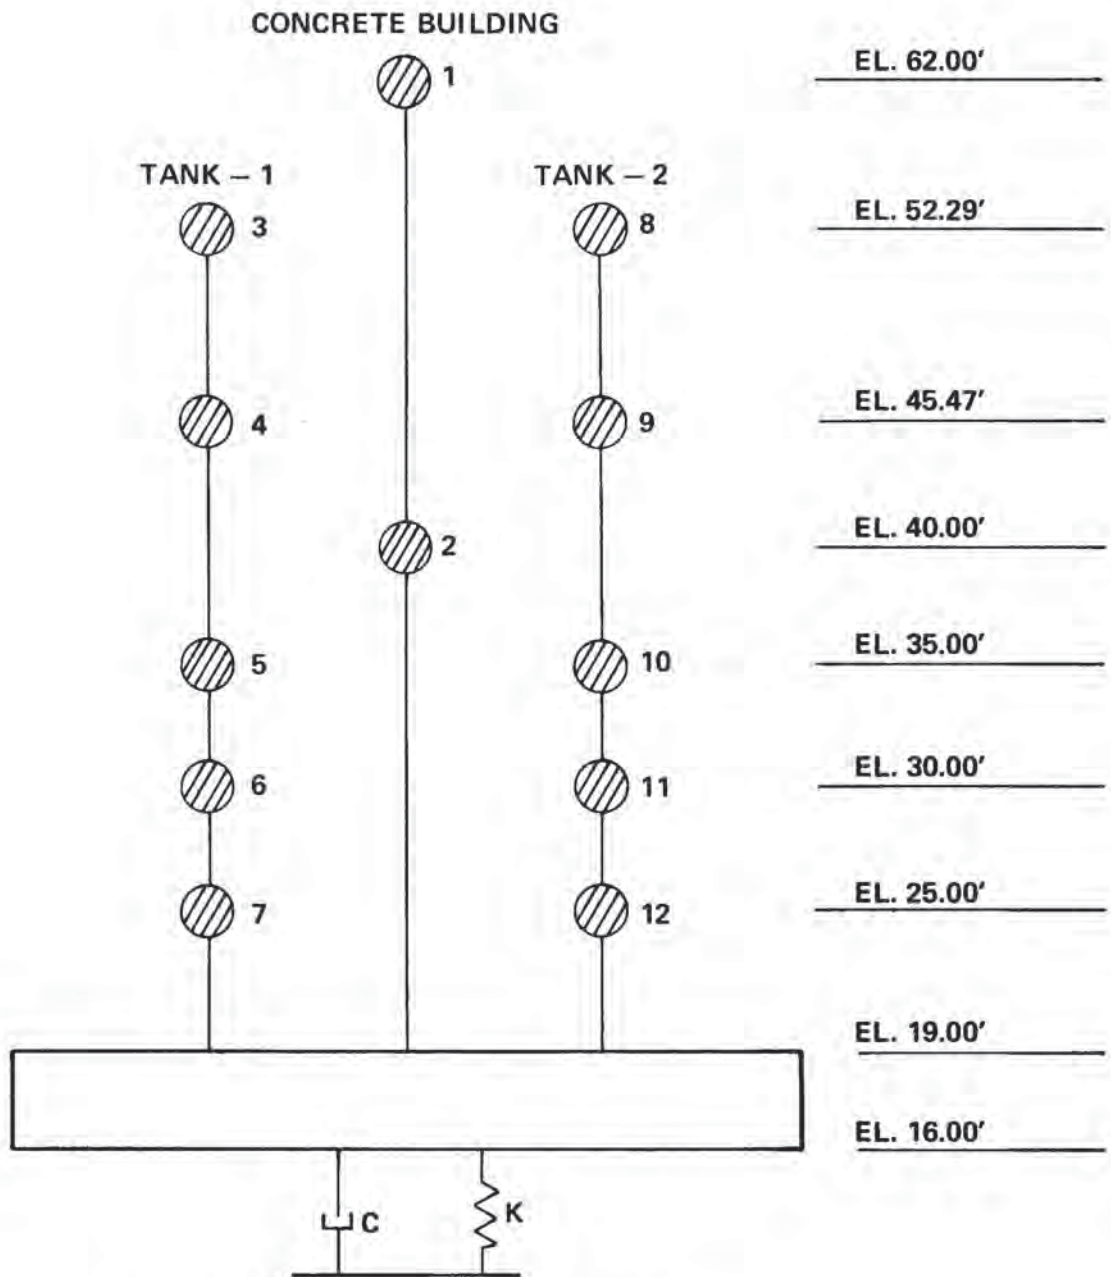 CONCRETE BUILDING
1
EL. 62.00'
TANK – 1
TANK – 2
3
8
EL. 52.29'
4
9
EL. 45.47'
2
EL. 40.00'
5
10
EL. 35.00'
6
11
EL. 30.00'
7
12
EL. 25.00'
EL. 19.00'
EL. 16.00'
C
K